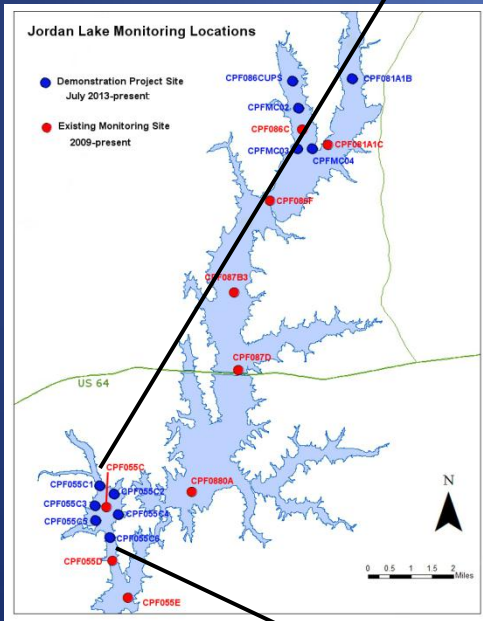 Jordan Lake Monitoring Locations
Demonstration Project Site
July 2013-present
Existing Monitoring Site
2009-present
CPF086CUPS
CPF081A1B
CPFMC02
CPF086C
CPF081A1C
CPFMC03
CPFMC04
CPF086F
CPF087B3
CPF087D
US 64
CPF055C
CPF055C1
CPF055C2
CPF0880A
CPF055C3
CPF055C4
CPF055C5
CPF055C6
CPF055D
CPF055E
N
0 0.5 1 2
Miles